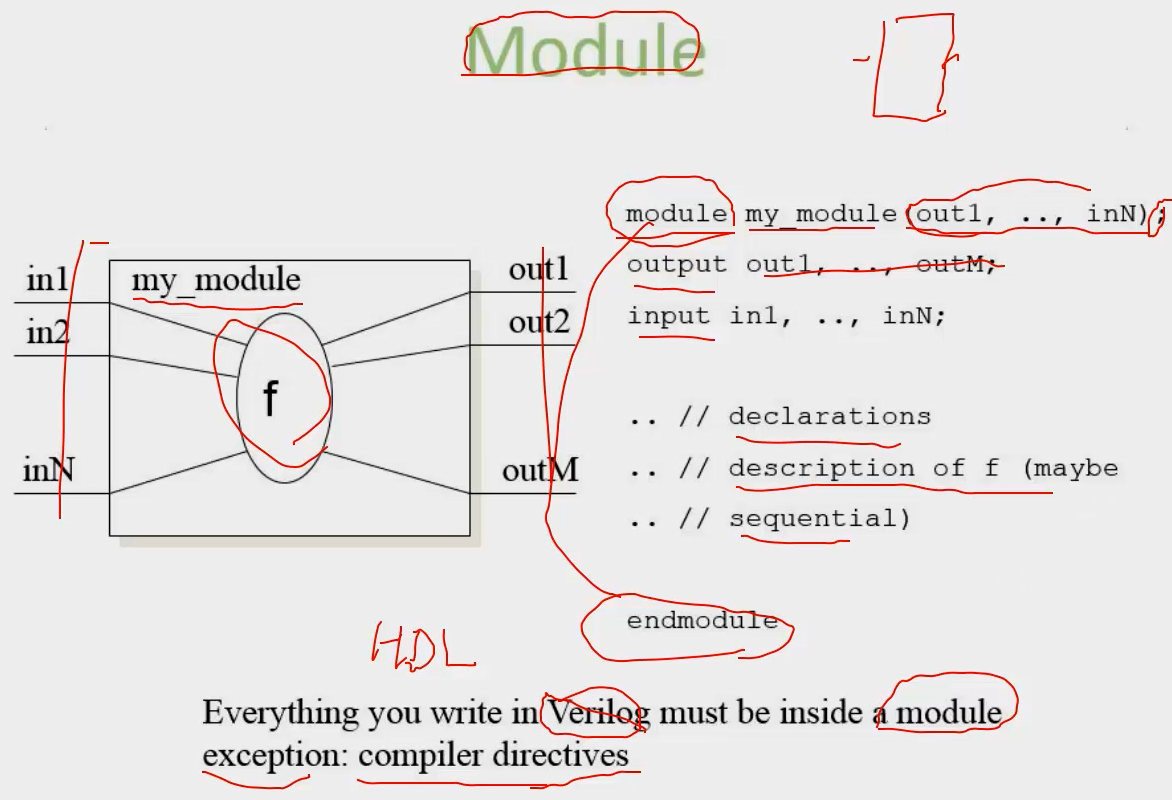 Module
module my_module(out1, .., inN);
output out1, .., outM;
input in1, .., inN;
.. // declarations
.. // description of f (maybe
.. // sequential)
endmodule
in1
in2
inN
my_module
f
out1
out2
outM
HDL
Everything you write in Verilog must be inside a module
exception: compiler directives